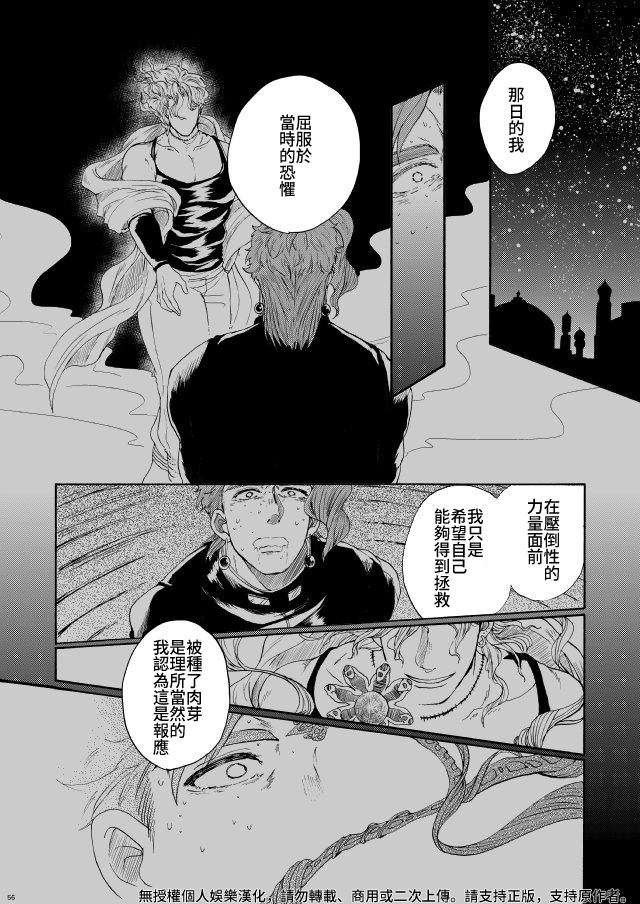 那日的我
屈服於
當時的恐懼
在壓倒性的
力量面前
我只是
希望自己
能夠得到拯救
被種了肉芽
是理所當然的
我認為這是報應
56
無授權個人娛樂漢化，請勿轉載、商用或二次上傳。請支持正版，支持原作者。